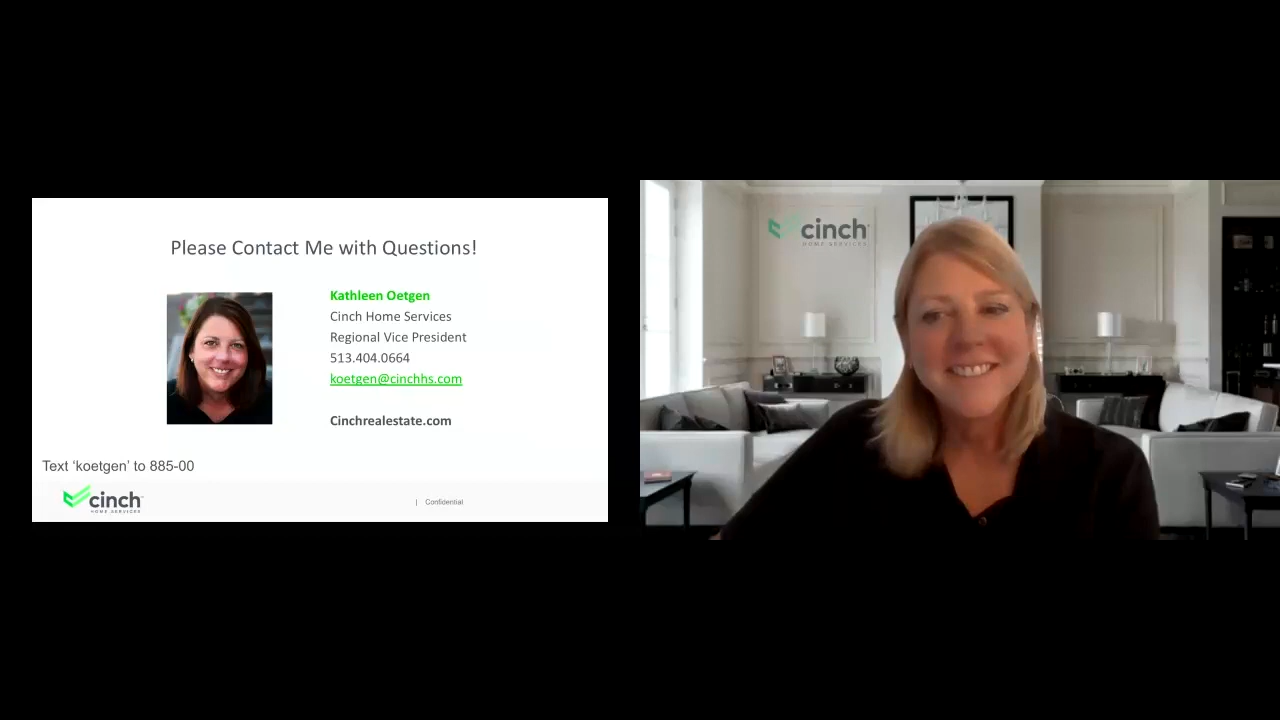 Please Contact Me with Questions!
Kathleen Oetgen
Cinch Home Services
Regional Vice President
513.404.0664
koetgen@cinchhs.com
Cinchrealestate.com
Text ‘koetgen’ to 885-00
cinch
HOME SERVICES
| Confidential
cinch
HOME SERVICES